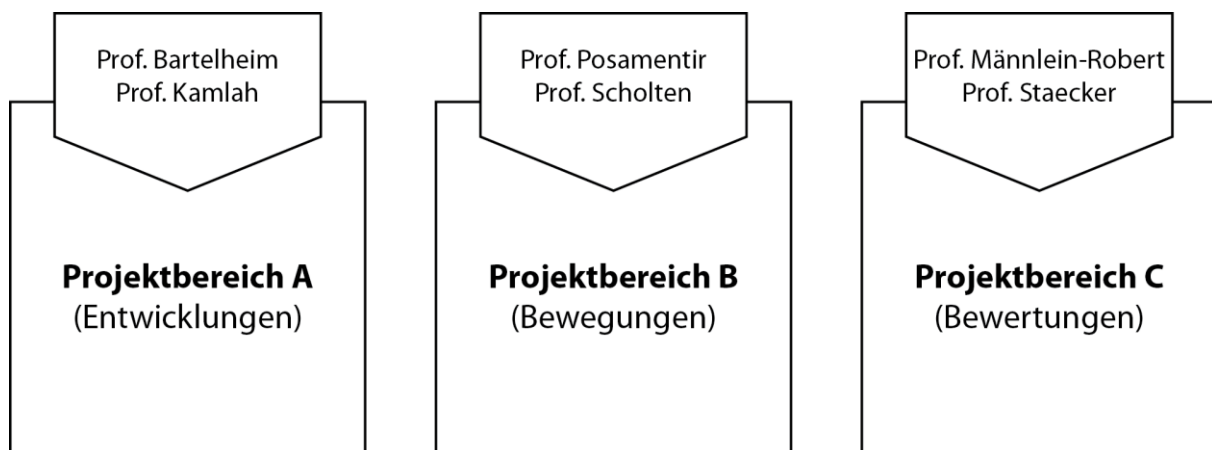 Prof. Bartelheim
Prof. Kamlah
Projektbereich A
(Entwicklungen)
Prof. Posamentir
Prof. Scholten
Projektbereich B
(Bewegungen)
Prof. Männlein-Robert
Prof. Staecker
Projektbereich C
(Bewertungen)